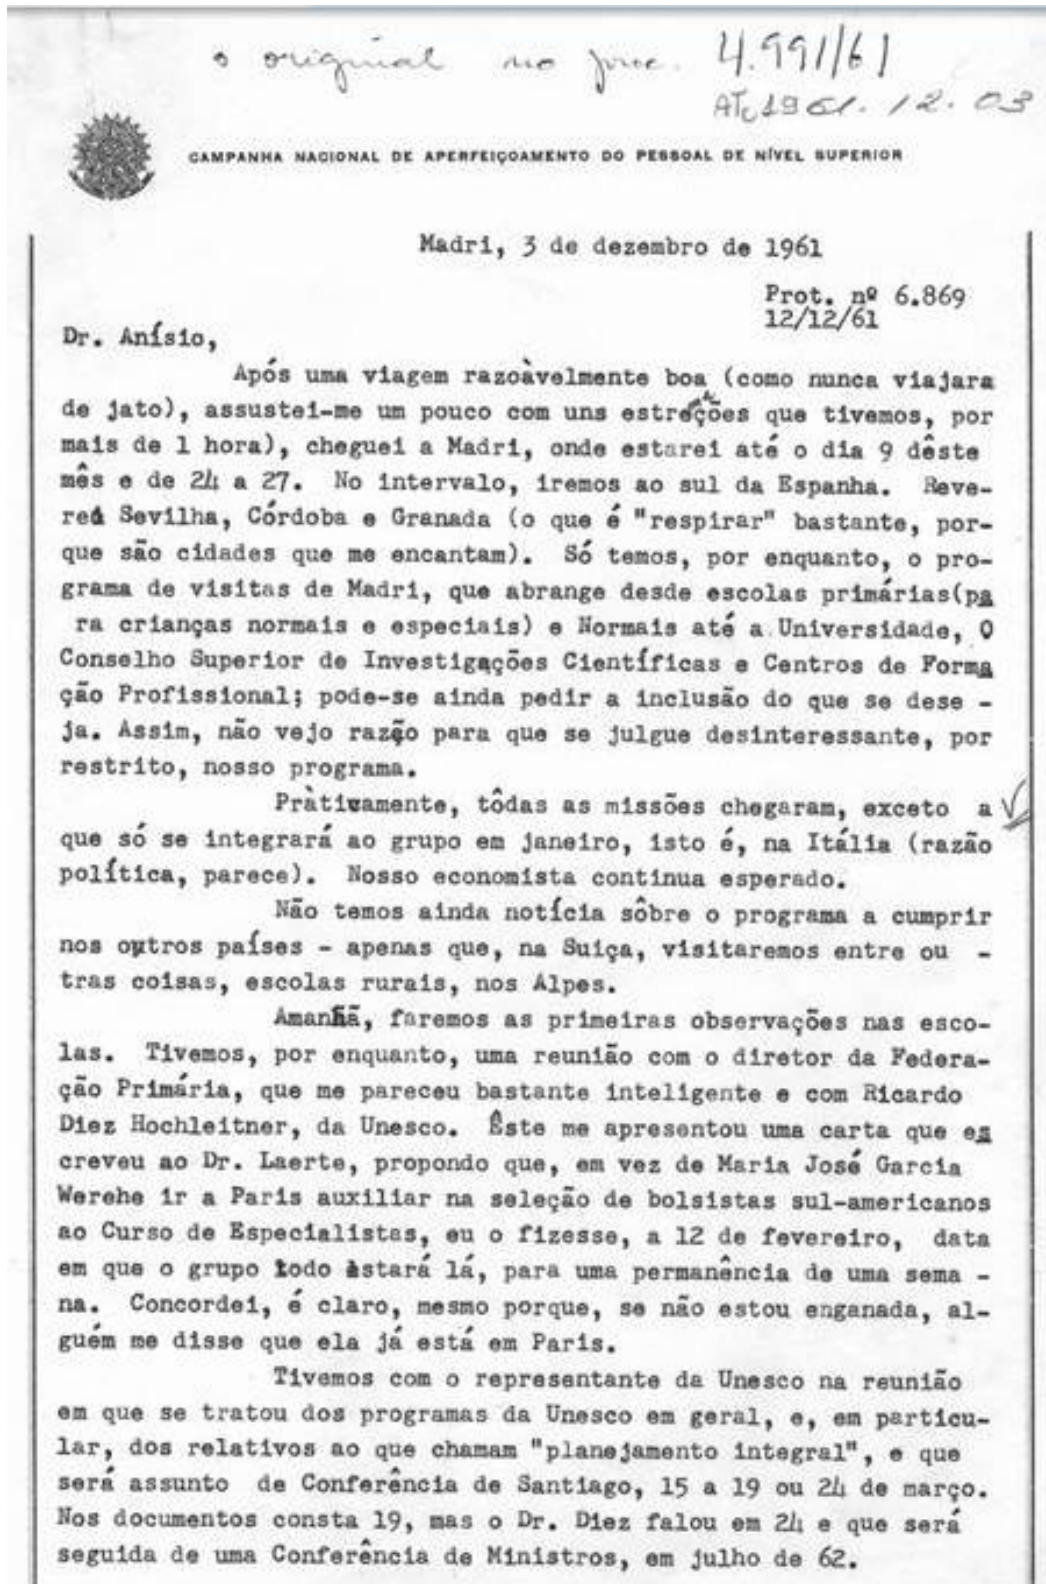 o original no proc. 4.991/61
Até 1961.12.03
CAMPANHA NACIONAL DE APERFEIÇOAMENTO DO PESSOAL DE NÍVEL SUPERIOR
Madri, 3 de dezembro de 1961
Prot. nº 6.869
12/12/61
Dr. Anísio,
Após uma viagem razoàvelmente boa (como nunca viajara
de jato), assustei-me um pouco com uns estreções que tivemos, por
mais de 1 hora), cheguei a Madri, onde estarei até o dia 9 dêste
mês e de 24 a 27. No intervalo, iremos ao sul da Espanha. Reve-
reá Sevilha, Córdoba e Granada (o que é "respirar" bastante, por-
que são cidades que me encantam). Só temos, por enquanto, o pro-
grama de visitas de Madri, que abrange desde escolas primárias(pa
ra crianças normais e especiais) e Normais até a Universidade, O
Conselho Superior de Investigações Científicas e Centros de Forma
ção Profissional; pode-se ainda pedir a inclusão do que se dese -
ja. Assim, não vejo razão para que se julgue desinteressante, por
restrito, nosso programa.
Pràticamente, tôdas as missões chegaram, exceto a
que só se integrará ao grupo em janeiro, isto é, na Itália (razão
política, parece). Nosso economista continua esperado.
Não temos ainda notícia sôbre o programa a cumprir
nos outros países - apenas que, na Suiça, visitaremos entre ou -
tras coisas, escolas rurais, nos Alpes.
Amanhã, faremos as primeiras observações nas esco-
las. Tivemos, por enquanto, uma reunião com o diretor da Federa-
ção Primária, que me pareceu bastante inteligente e com Ricardo
Diez Hochleitner, da Unesco. Êste me apresentou uma carta que es
creveu ao Dr. Laerte, propondo que, em vez de Maria José Garcia
Werehe ir a Paris auxiliar na seleção de bolsistas sul-americanos
ao Curso de Especialistas, eu o fizesse, a 12 de fevereiro, data
em que o grupo todo estará lá, para uma permanência de uma sema -
na. Concordei, é claro, mesmo porque, se não estou enganada, al-
guém me disse que ela já está em Paris.
Tivemos com o representante da Unesco na reunião
em que se tratou dos programas da Unesco em geral, e, em particu-
lar, dos relativos ao que chamam "planejamento integral", e que
será assunto de Conferência de Santiago, 15 a 19 ou 24 de março.
Nos documentos consta 19, mas o Dr. Diez falou em 24 e que será
seguida de uma Conferência de Ministros, em julho de 62.